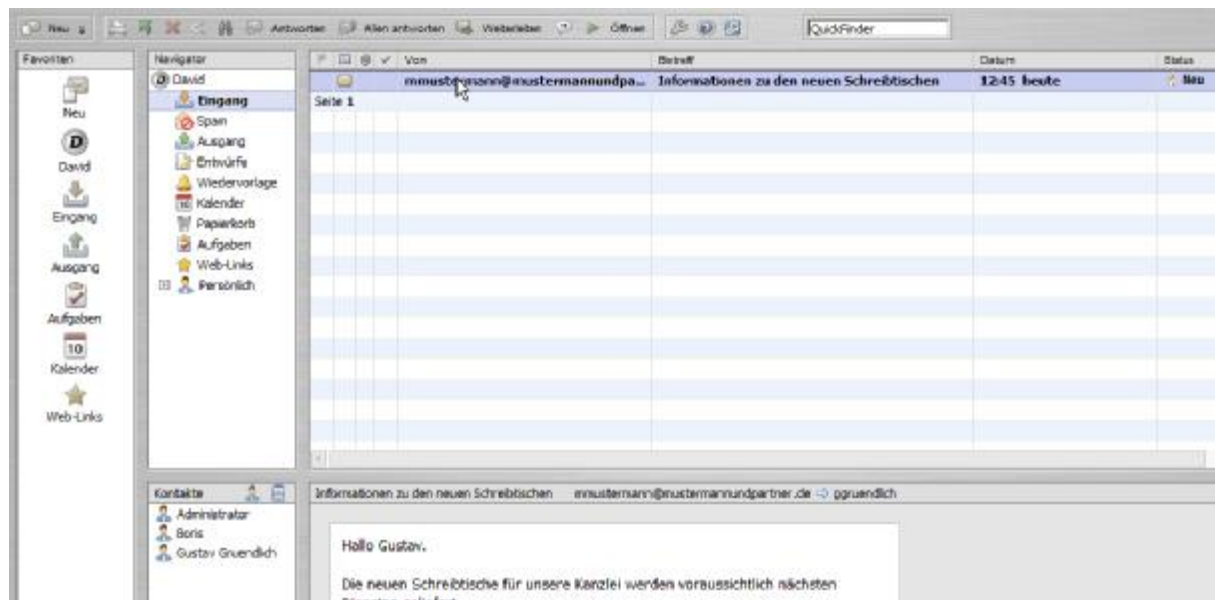 Neu
Antworten
Allen antworten
Weiterleiten
Öffnen
QuickFinder
Favoriten
Neu
David
Eingang
Ausgang
Aufgaben
10
Kalender
Web-Links
Navigator
David
Eingang
Spam
Ausgang
Entwürfe
Wiedervorlage
Kalender
Papierkorb
Aufgaben
Web-Links
Persönlich
Von Betreff Datum Status
mmustermann@mustermannundpa... Informationen zu den neuen Schreibtischen 12:45 heute Neu
Seite 1
Kontakte
Administrator
Boris
Gustav Gruendlich
Informationen zu den neuen Schreibtischen mmustermann@mustermannundpartner.de ggruendlich
Hallo Gustav.
Die neuen Schreibtische für unsere Kanzlei werden voraussichtlich nächsten